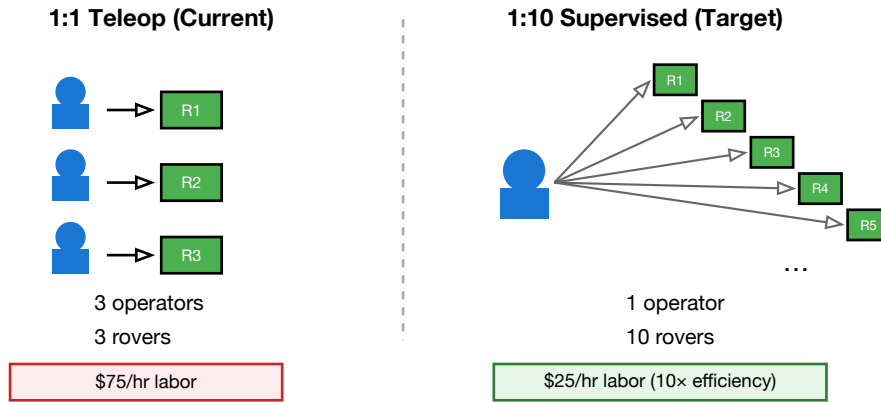 1:1 Teleop (Current)
R1
R2
R3
3 operators
3 rovers
$75/hr labor
1:10 Supervised (Target)
R1
R2
R3
R4
R5
...
1 operator
10 rovers
$25/hr labor (10× efficiency)